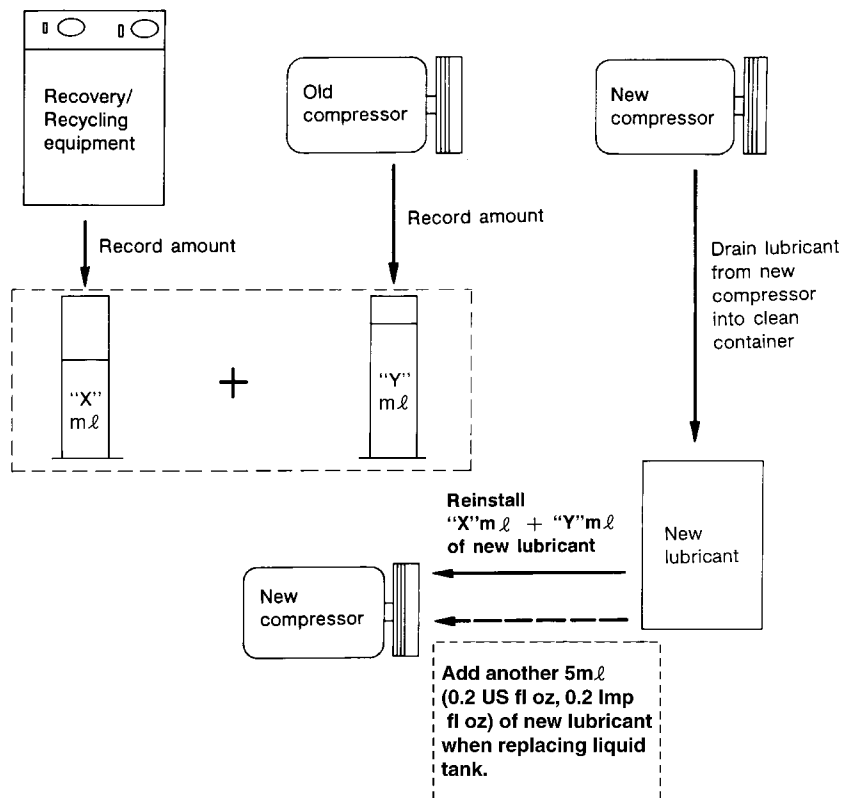 Recovery/
Recycling
equipment
Old
compressor
New
compressor
Record amount
Record amount
Drain lubricant
from new
compressor
into clean
container
“X”
mℓ
+
“Y”
mℓ
Reinstall
“X”mℓ + “Y”mℓ
of new lubricant
New
lubricant
New
compressor
Add another 5mℓ
(0.2 US fl oz, 0.2 Imp
fl oz) of new lubricant
when replacing liquid
tank.